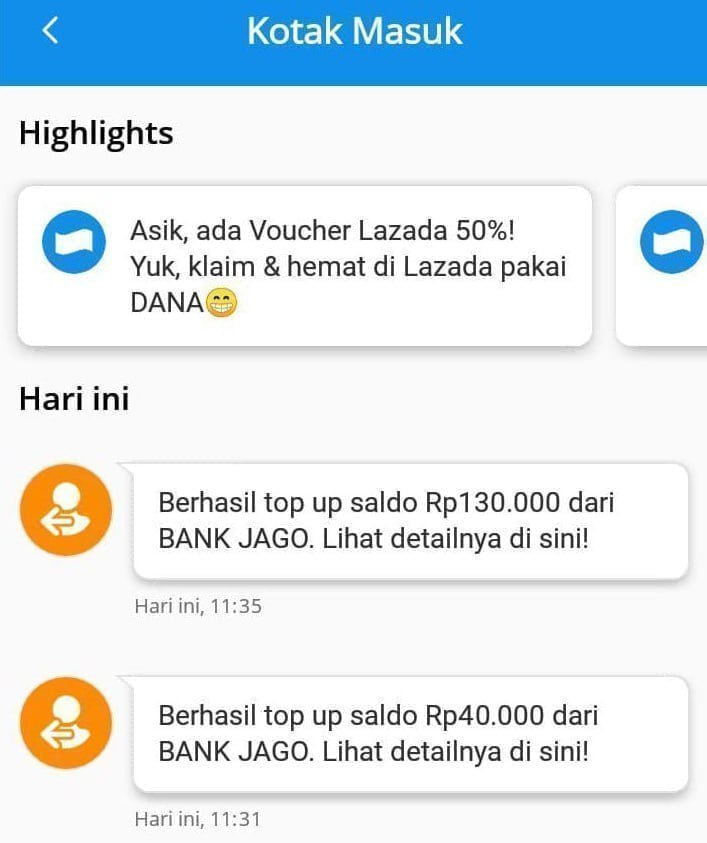 Kotak Masuk
Highlights
Asik, ada Voucher Lazada 50%!
Yuk, klaim & hemat di Lazada pakai
DANA😁
Hari ini
Berhasil top up saldo Rp130.000 dari
BANK JAGO. Lihat detailnya di sini!
Hari ini, 11:35
Berhasil top up saldo Rp40.000 dari
BANK JAGO. Lihat detailnya di sini!
Hari ini, 11:31